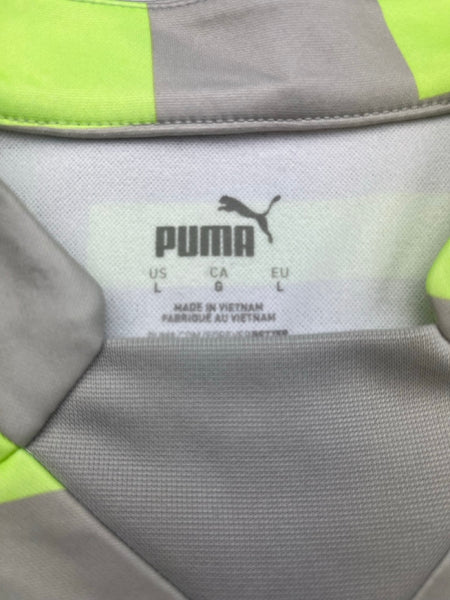 PUMA
US CA EU
L G L
MADE IN VIETNAM
FABRIQUÉ AU VIETNAM